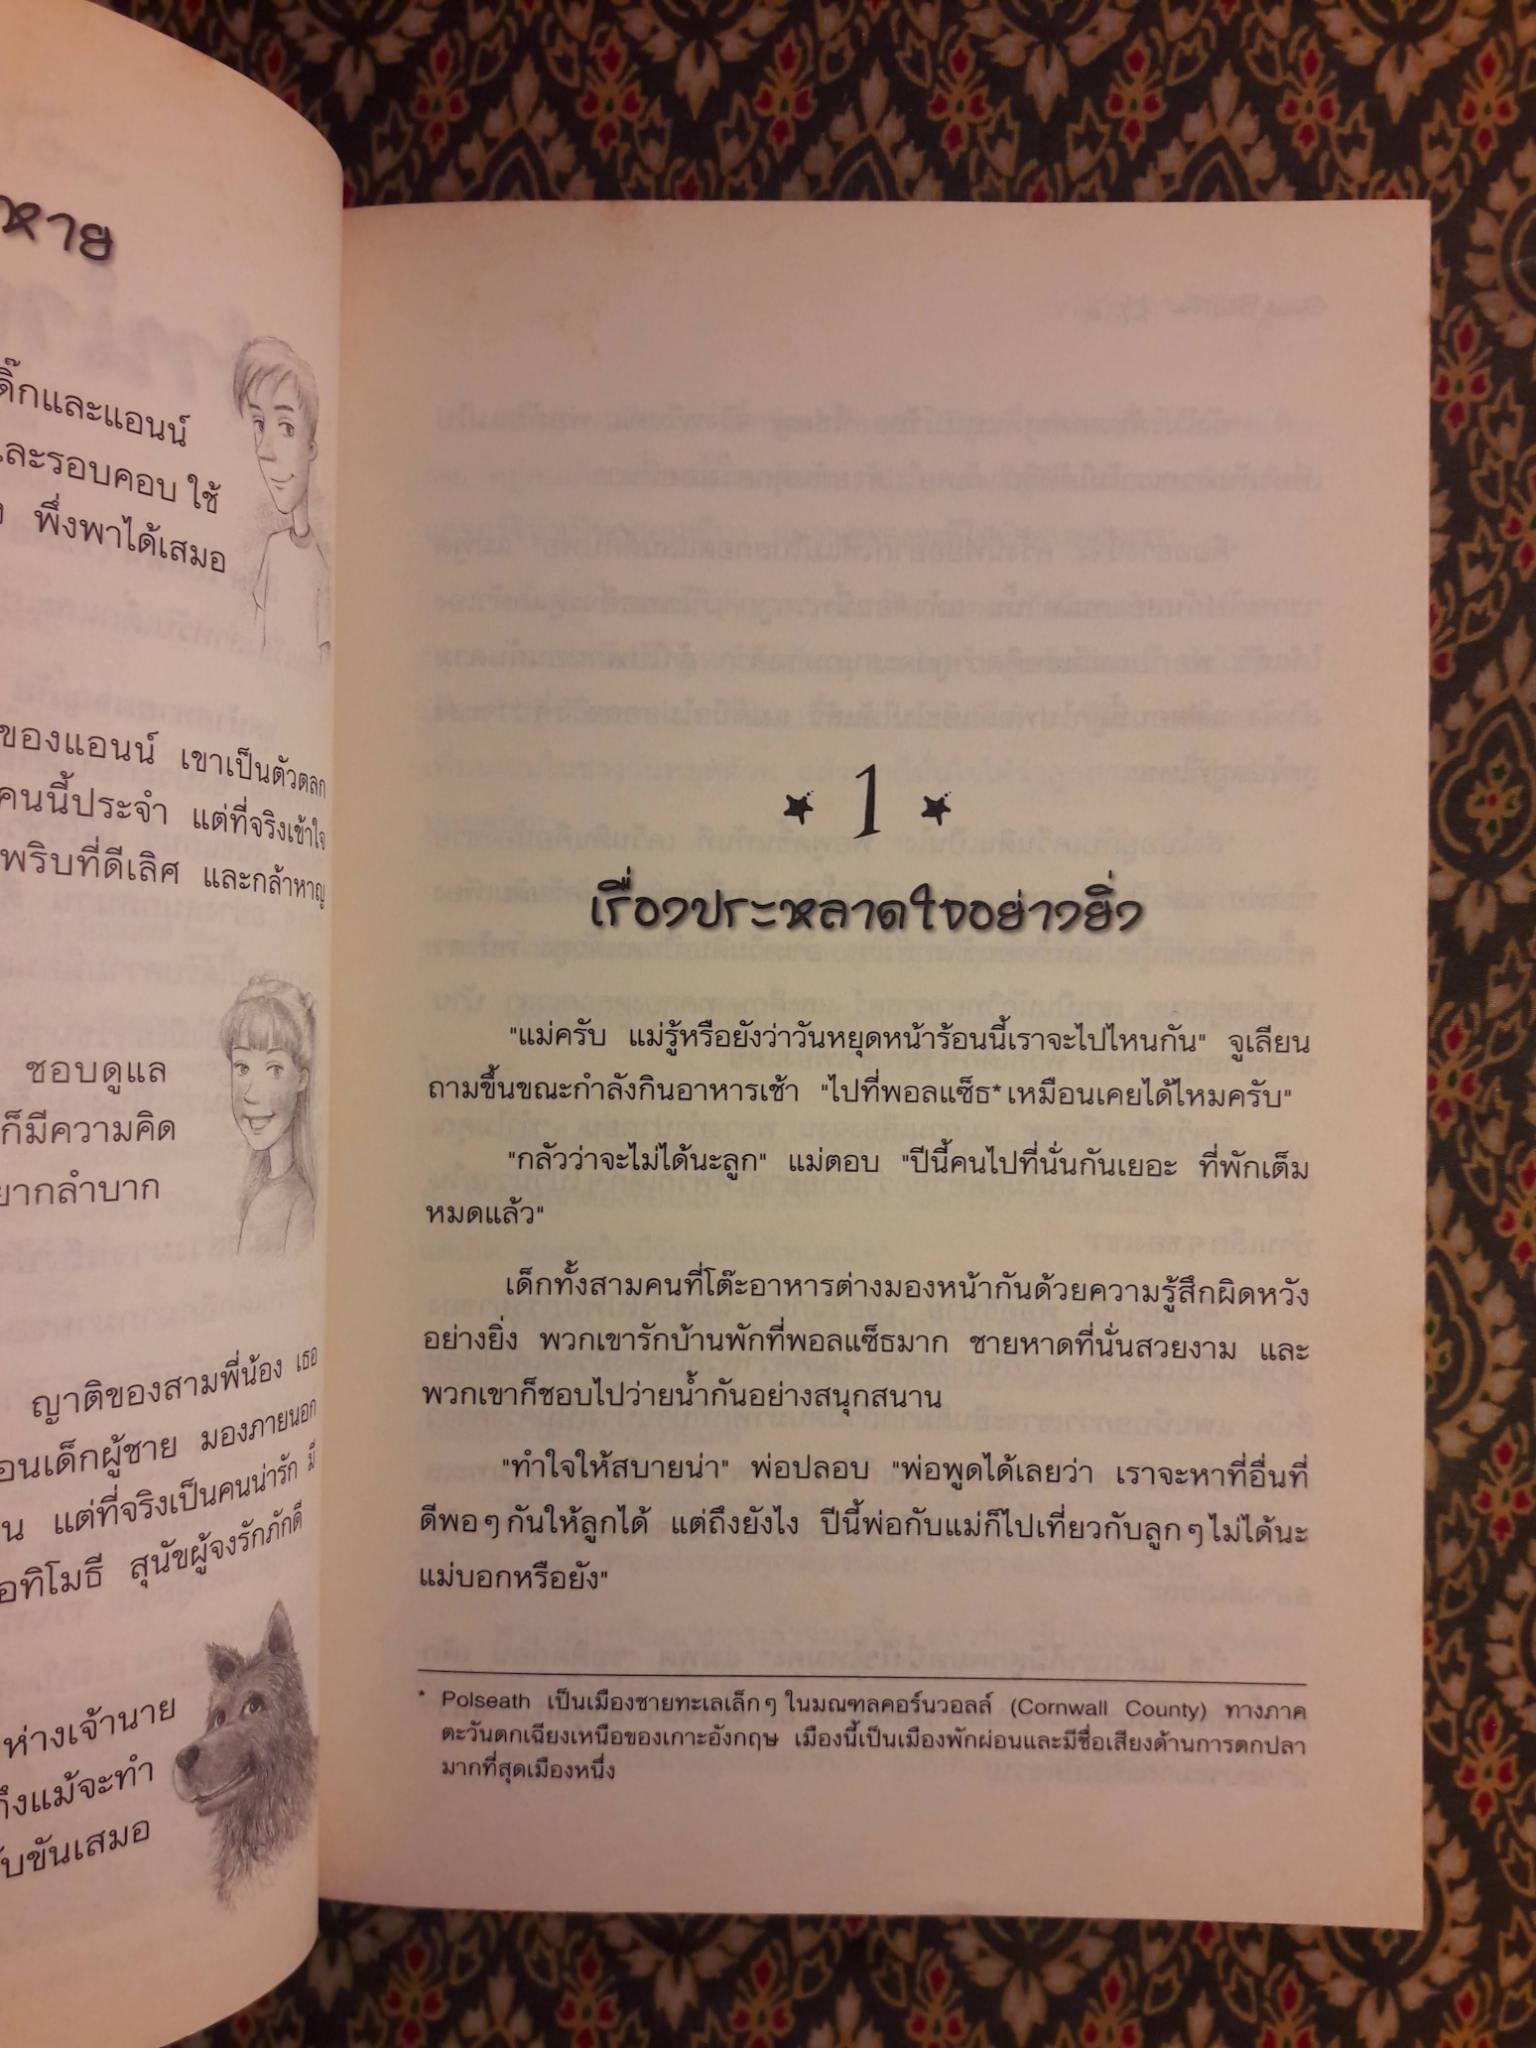 หาย
ดิ๊กและแอนน์
และรอบคอบ ใช้
พึ่งพาได้เสมอ
ของแอนน์ เขาเป็นตัวตลก
คนนี้ประจำ แต่ที่จริงเข้าใจ
พริบที่ดีเลิศ และกล้าหาญ
ชอบดูแล
ก็มีความคิด
ยากลำบาก
ญาติของสามพี่น้อง เธอ
อนเด็กผู้ชาย มองภายนอก
น แต่ที่จริงเป็นคนน่ารัก มี
อทิโมธี สุนัขผู้จงรักภักดี
ห่างเจ้านาย
ถึงแม้จะทำ
ับขันเสมอ
1
เรื่องประหลาดใจอย่างยิ่ง
"แม่ครับ แม่รู้หรือยังว่าวันหยุดหน้าร้อนนี้เราจะไปไหนกัน" จูเลียน
ถามขึ้นขณะกำลังกินอาหารเช้า "ไปที่พอลแซ็ธ*เหมือนเคยได้ไหมครับ"
"กลัวว่าจะไม่ได้นะลูก" แม่ตอบ "ปีนี้คนไปที่นั่นกันเยอะ ที่พักเต็ม
หมดแล้ว"
เด็กทั้งสามคนที่โต๊ะอาหารต่างมองหน้ากันด้วยความรู้สึกผิดหวัง
อย่างยิ่ง พวกเขารักบ้านพักที่พอลแซ็ธมาก ชายหาดที่นั่นสวยงาม และ
พวกเขาก็ชอบไปว่ายน้ำกันอย่างสนุกสนาน
"ทำใจให้สบายน่า" พ่อปลอบ "พ่อพูดได้เลยว่า เราจะหาที่อื่นที่
ดีพอๆ กันให้ลูกได้ แต่ถึงยังไง ปีนี้พ่อกับแม่ก็ไปเที่ยวกับลูกๆ ไม่ได้นะ
แม่บอกหรือยัง"
* Polseath เป็นเมืองชายทะเลเล็กๆ ในมณฑลคอร์นวอลล์ (Cornwall County) ทางภาค
ตะวันตกเฉียงเหนือของเกาะอังกฤษ เมืองนี้เป็นเมืองพักผ่อนและมีชื่อเสียงด้านการตกปลา
มากที่สุดเมืองหนึ่ง